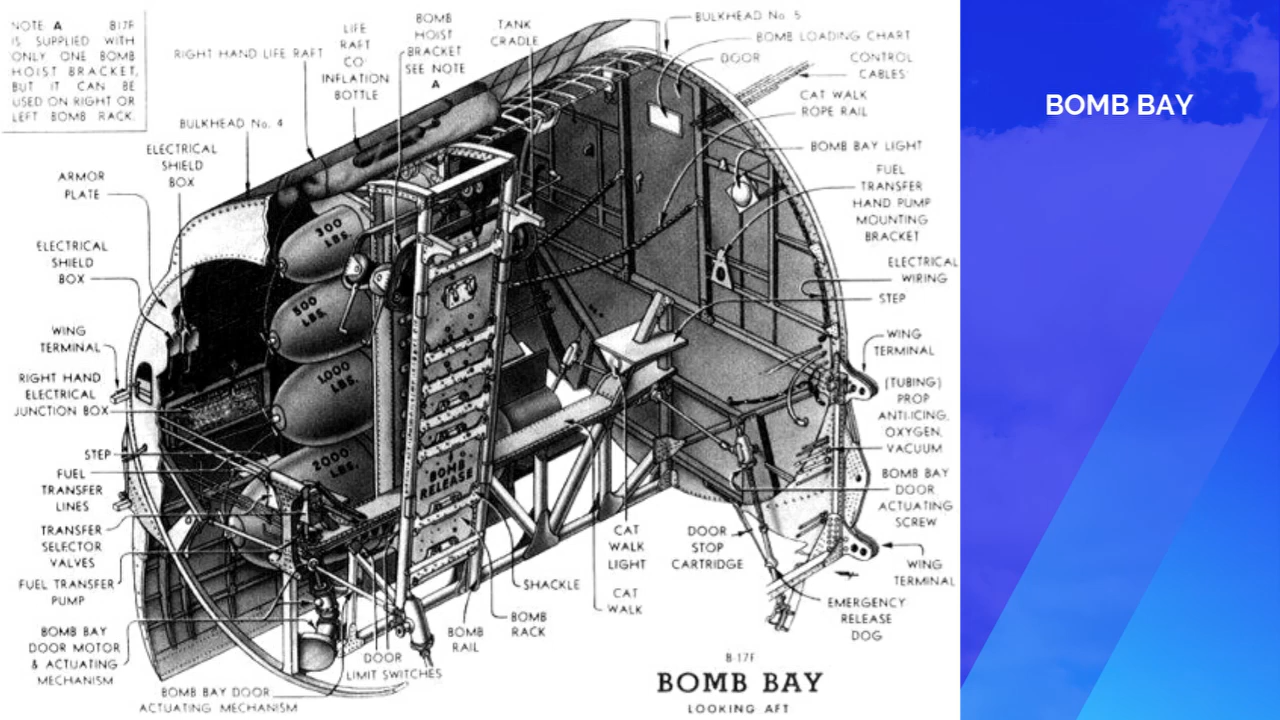 NOTE A B17F
IS SUPPLIED WITH
ONLY ONE BOMB
HOIST BRACKET,
BUT IT CAN BE
USED ON RIGHT OR
LEFT BOMB RACK.
RIGHT HAND LIFE RAFT
LIFE
RAFT
CO
INFLATION
BOTTLE
BOMB
HOIST
BRACKET
SEE NOTE
A
TANK
CRADLE
BULKHEAD No. 5
BOMB LOADING CHART
DOOR
CONTROL
CABLES
CAT WALK
ROPE RAIL
BOMB BAY LIGHT
FUEL
TRANSFER
HAND PUMP
MOUNTING
BRACKET
ELECTRICAL
WIRING
STEP
WING
TERMINAL
(TUBING)
PROP
ANTI-ICING,
OXYGEN,
VACUUM
BOMB BAY
DOOR
ACTUATING
SCREW
WING
TERMINAL
EMERGENCY
RELEASE
DOG
DOOR
STOP
CARTRIDGE
CAT
WALK
LIGHT
CAT
WALK
SHACKLE
BOMB
RACK
BOMB
RAIL
DOOR
LIMIT SWITCHES
BOMB BAY DOOR
ACTUATING MECHANISM
BULKHEAD No. 4
ELECTRICAL
SHIELD
BOX
ARMOR
PLATE
ELECTRICAL
SHIELD
BOX
WING
TERMINAL
RIGHT HAND
ELECTRICAL
JUNCTION BOX
STEP
FUEL
TRANSFER
LINES
TRANSFER
SELECTOR
VALVES
FUEL TRANSFER
PUMP
BOMB BAY
DOOR MOTOR
& ACTUATING
MECHANISM
300
LBS.
500
LBS.
1,000
LBS.
2000
LBS.
BOMB
RELEASE
B-17F
BOMB BAY
LOOKING AFT
BOMB BAY